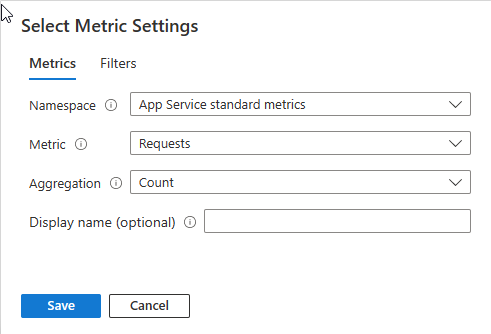 Select Metric Settings
Metrics Filters
Namespace App Service standard metrics
Metric Requests
Aggregation Count
Display name (optional)
Save Cancel